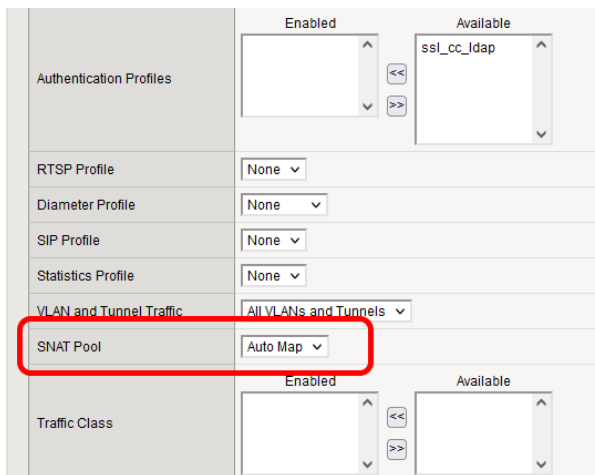 Enabled Available
ssl_cc_ldap
Authentication Profiles
<<
>>
RTSP Profile None
Diameter Profile None
SIP Profile None
Statistics Profile None
VLAN and Tunnel Traffic All VLANs and Tunnels
SNAT Pool Auto Map
Enabled Available
Traffic Class
<<
>>